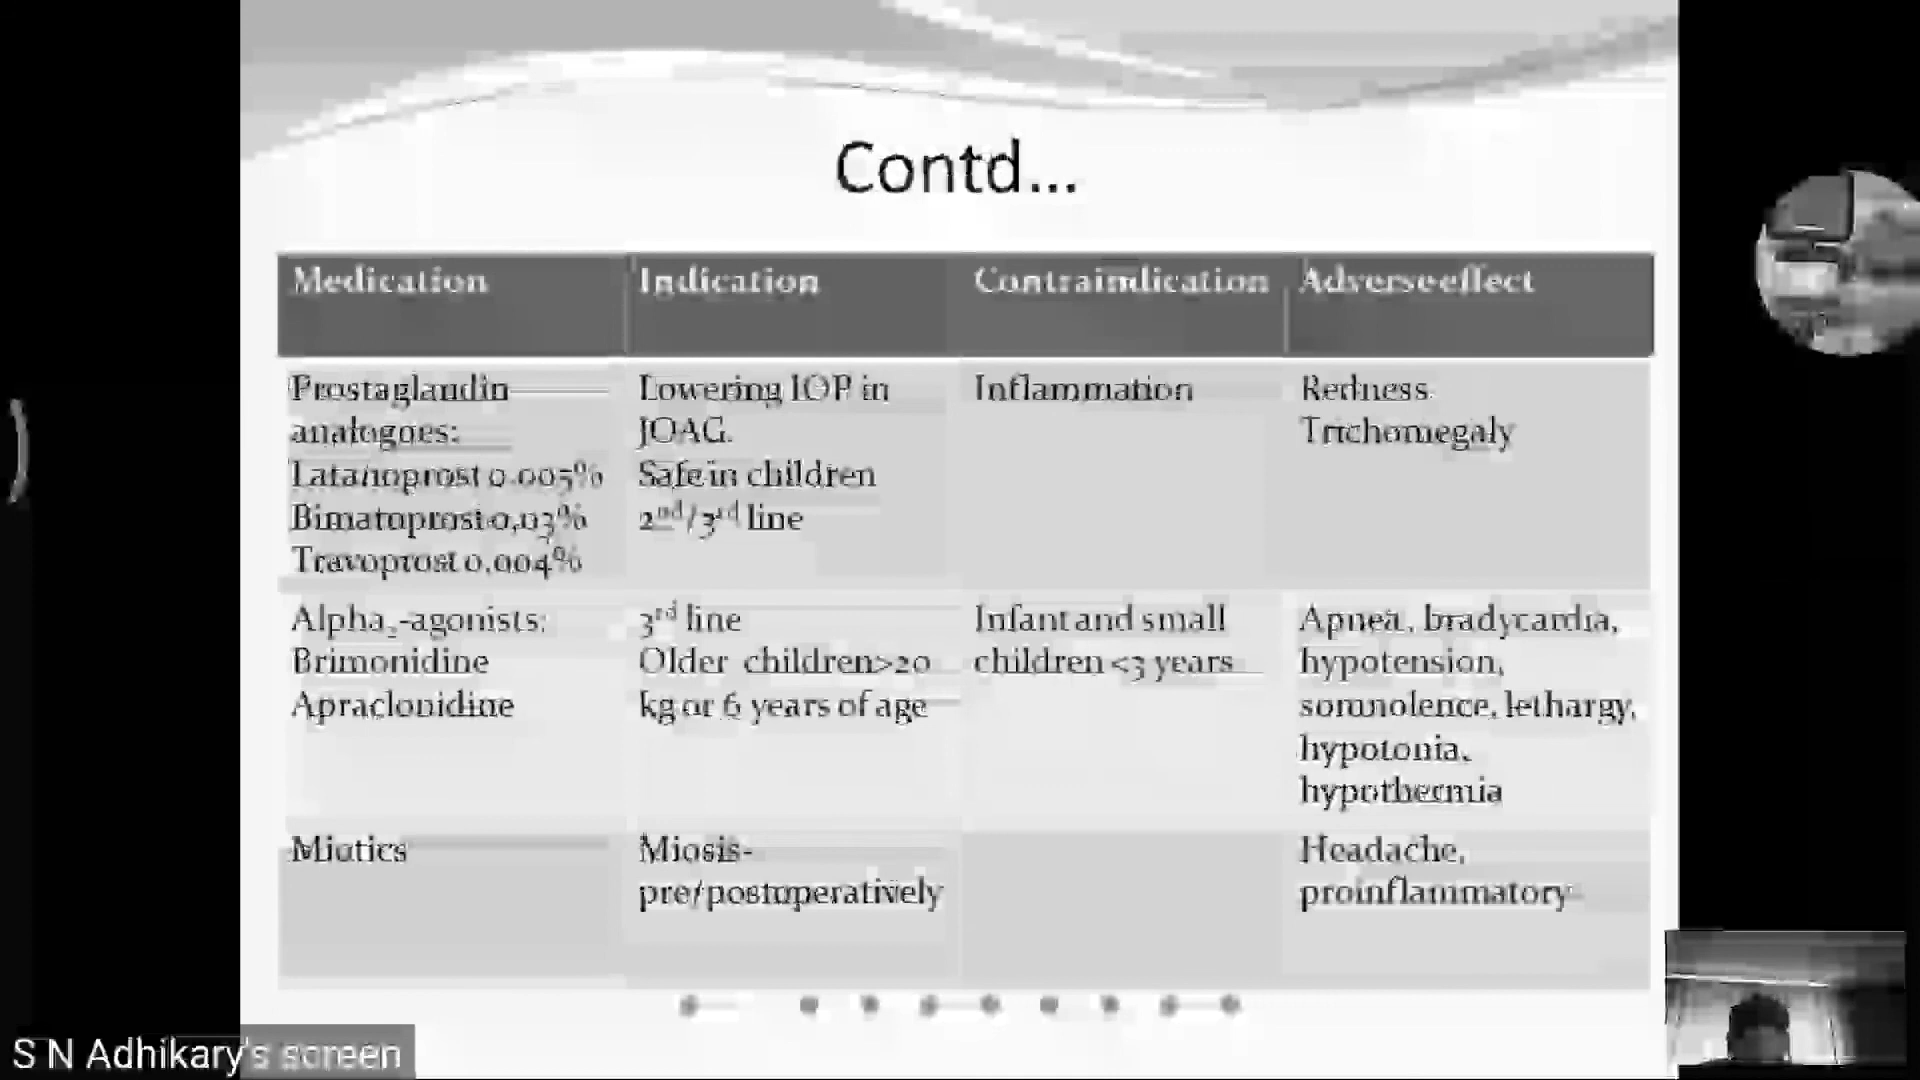 Contd...
Medication Indication Contraindication Adverse effect
Prostaglandin Lowering IOP in Inflammation Redness
analogoes: JOAG. Trichomegaly
Latanoprost 0.005% Safe in children
Bimatoprost 0.03% 2nd/3rd line
Travoprost 0.004%
Alpha2-agonists: 3rd line Infant and small Apnea, bradycardia,
Brimonidine Older children>20 children <3 years hypotension,
Apraclonidine kg or 6 years of age somnolence, lethargy,
hypotonia,
hypothermia
Miotics Miosis- Headache,
pre/postoperatively proinflammatory
S N Adhikary's screen